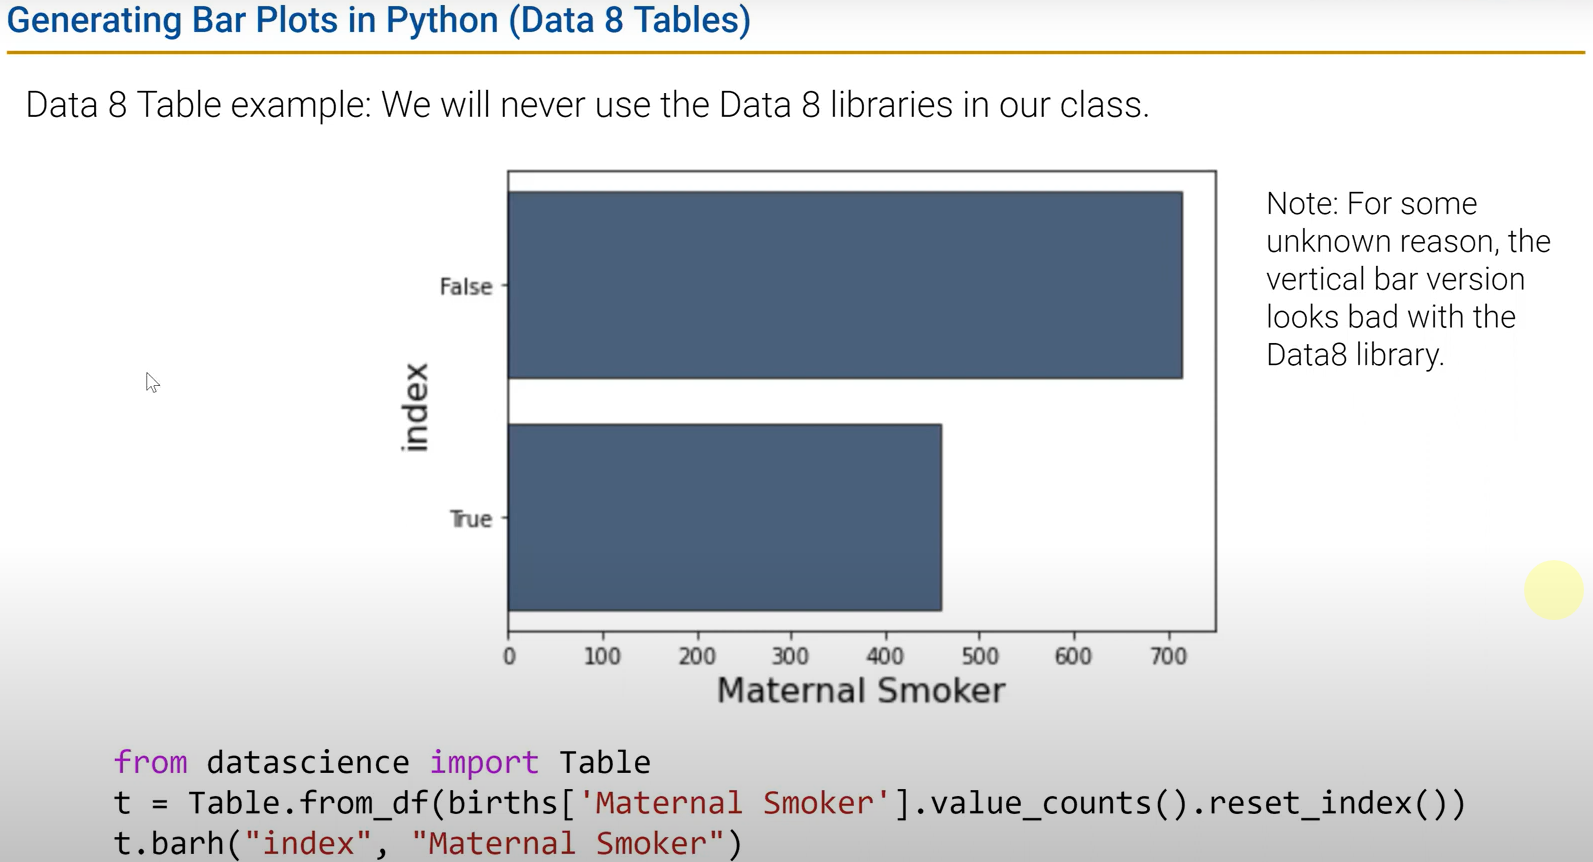 Generating Bar Plots in Python (Data 8 Tables)
Data 8 Table example: We will never use the Data 8 libraries in our class.
Note: For some
unknown reason, the
vertical bar version
looks bad with the
Data8 library.
False
index
True
0 100 200 300 400 500 600 700
Maternal Smoker
from datascience import Table
t = Table.from_df(births['Maternal Smoker'].value_counts().reset_index())
t.barh("index", "Maternal Smoker")